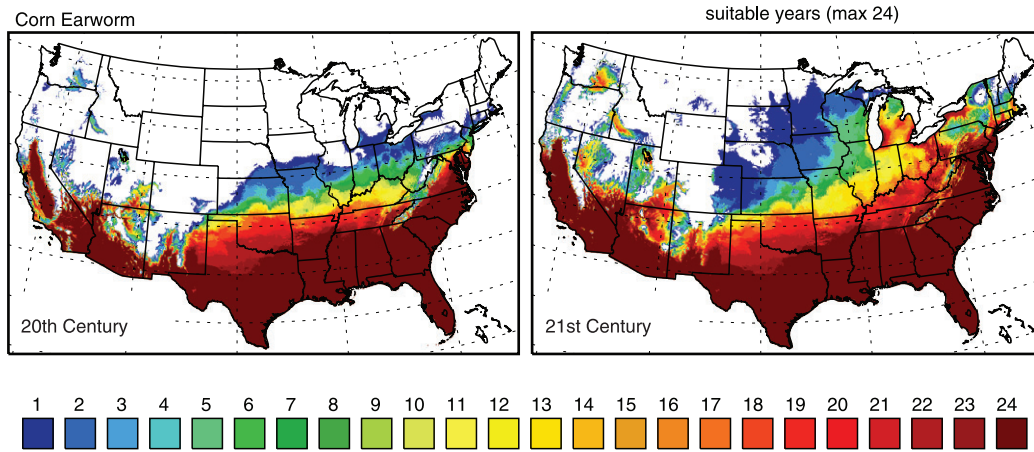 Corn Earworm
suitable years (max 24)
20th Century
21st Century
1 2 3 4 5 6 7 8 9 10 11 12 13 14 15 16 17 18 19 20 21 22 23 24